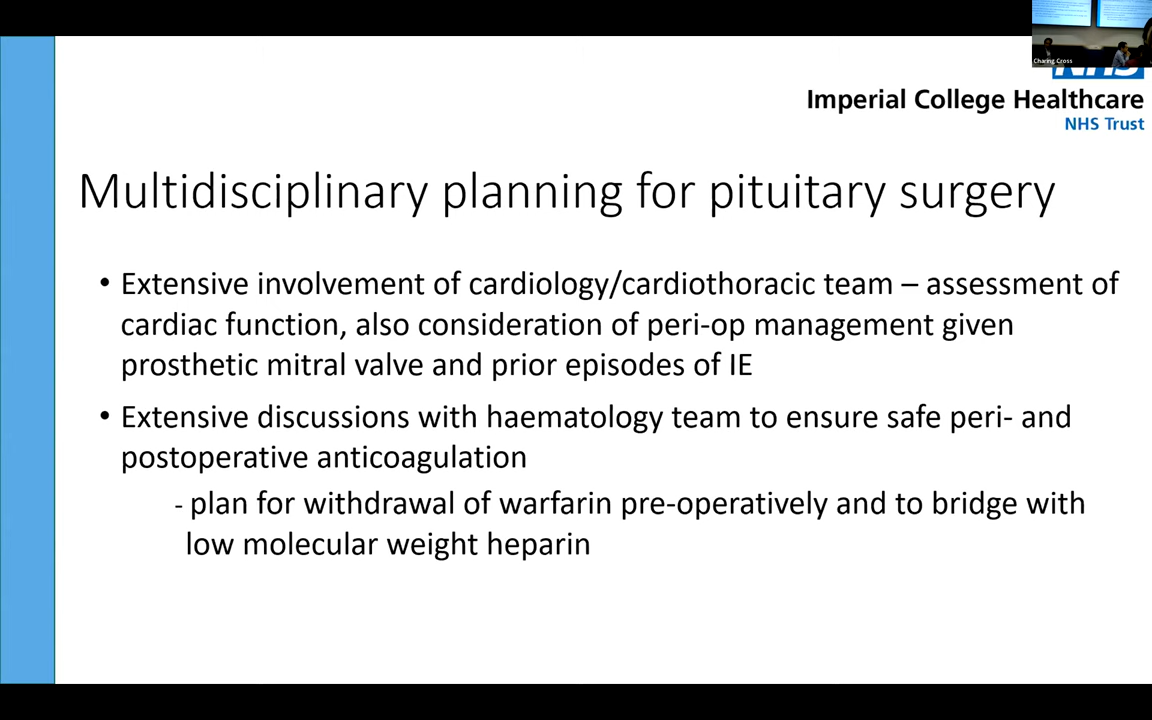 Charing Cross
NHS
Imperial College Healthcare
NHS Trust
Multidisciplinary planning for pituitary surgery
• Extensive involvement of cardiology/cardiothoracic team – assessment of
cardiac function, also consideration of peri-op management given
prosthetic mitral valve and prior episodes of IE
• Extensive discussions with haematology team to ensure safe peri- and
postoperative anticoagulation
- plan for withdrawal of warfarin pre-operatively and to bridge with
low molecular weight heparin